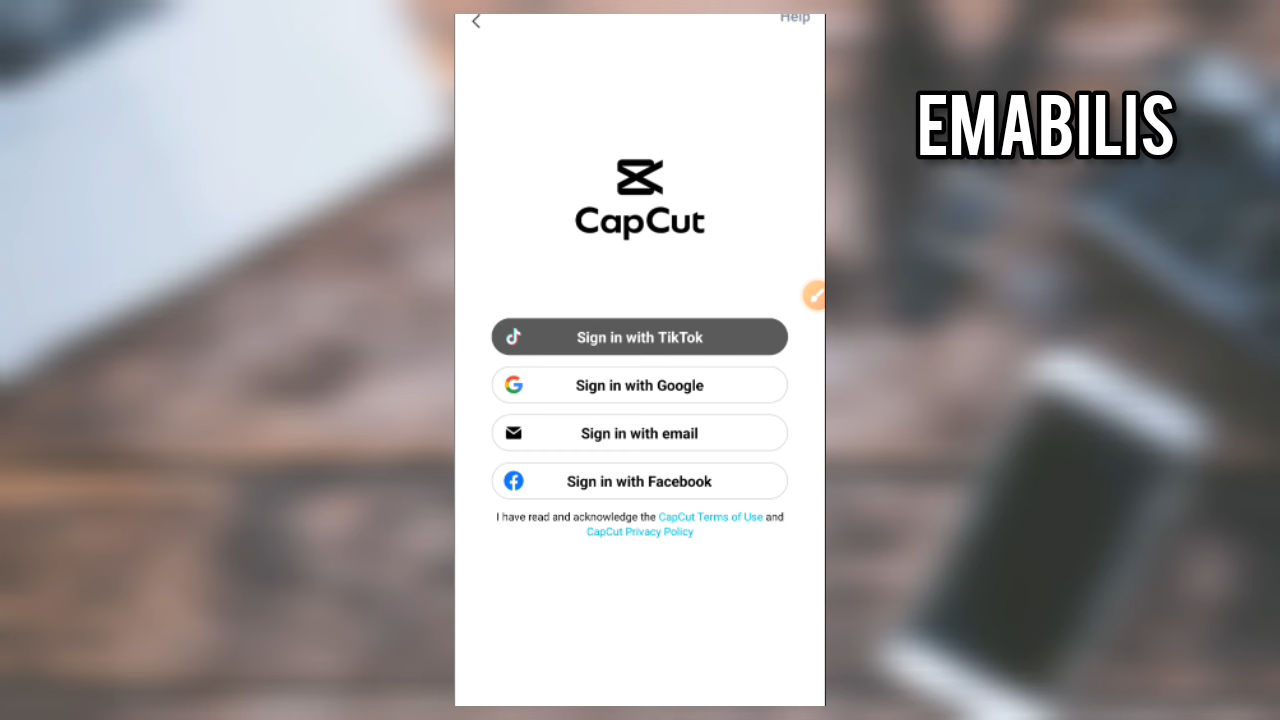 Help
EMABILIS
CapCut
Sign in with TikTok
Sign in with Google
Sign in with email
Sign in with Facebook
I have read and acknowledge the CapCut Terms of Use and
CapCut Privacy Policy